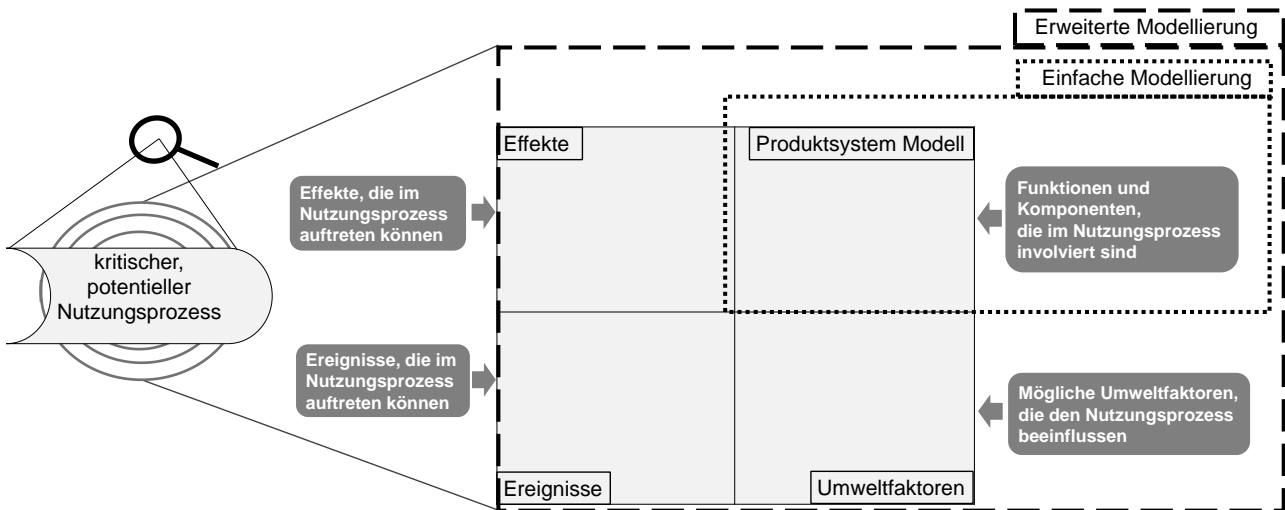 Erweiterte Modellierung
Einfache Modellierung
Effekte
Produktsystem Modell
Effekte, die im
Nutzungsprozess
auftreten können
Funktionen und
Komponenten,
die im Nutzungsprozess
involviert sind
kritischer,
potentieller
Nutzungsprozess
Ereignisse, die im
Nutzungsprozess
auftreten können
Mögliche Umweltfaktoren,
die den Nutzungsprozess
beeinflussen
Ereignisse
Umweltfaktoren